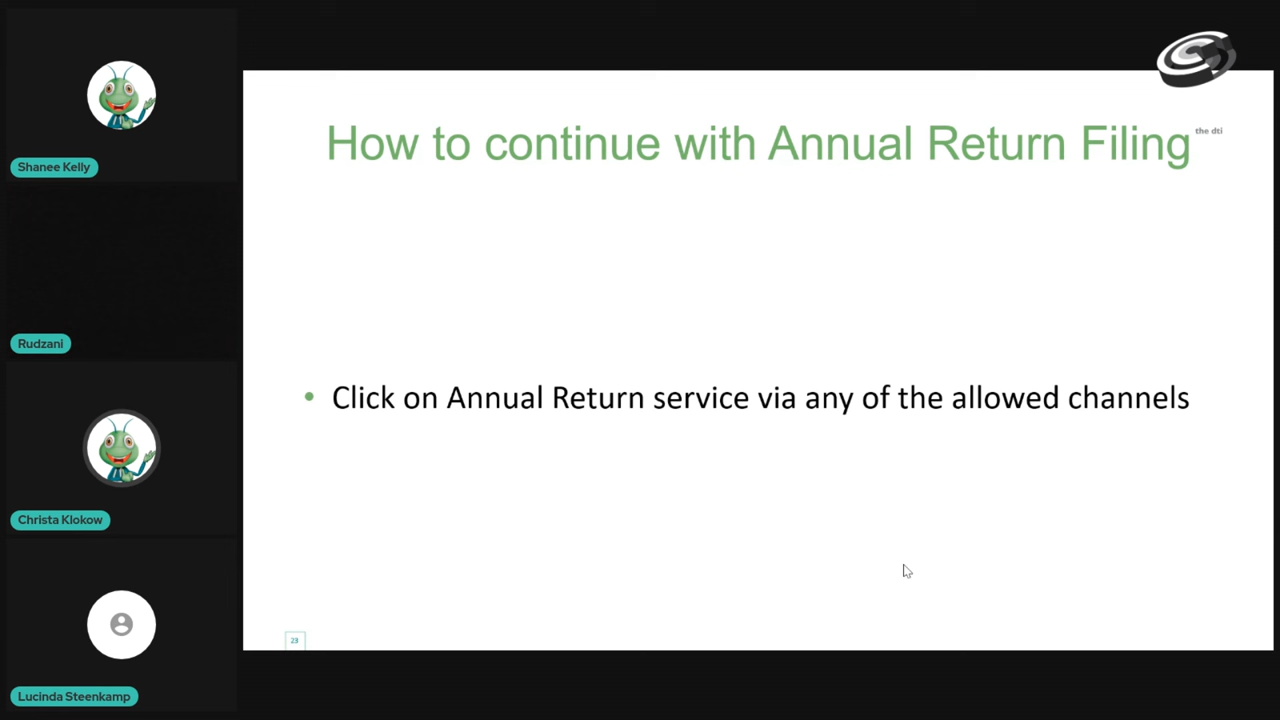 Shanee Kelly
Rudzani
Christa Klokow
Lucinda Steenkamp
the dti
How to continue with Annual Return Filing
• Click on Annual Return service via any of the allowed channels
23